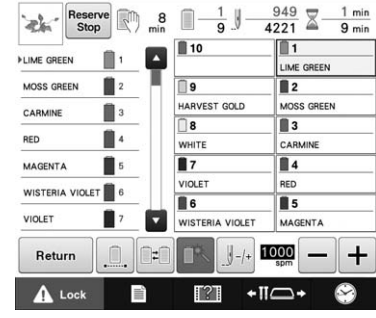 Reserve Stop
8 min
1 9
949 4221
1 min 9 min
LIME GREEN 1
MOSS GREEN 2
CARMINE 3
RED 4
MAGENTA 5
WISTERIA VIOLET 6
VIOLET 7
10
1 LIME GREEN
9 HARVEST GOLD
2 MOSS GREEN
8 WHITE
3 CARMINE
7 VIOLET
4 RED
6 WISTERIA VIOLET
5 MAGENTA
Return
-/+
1000 spm
− +
Lock
?